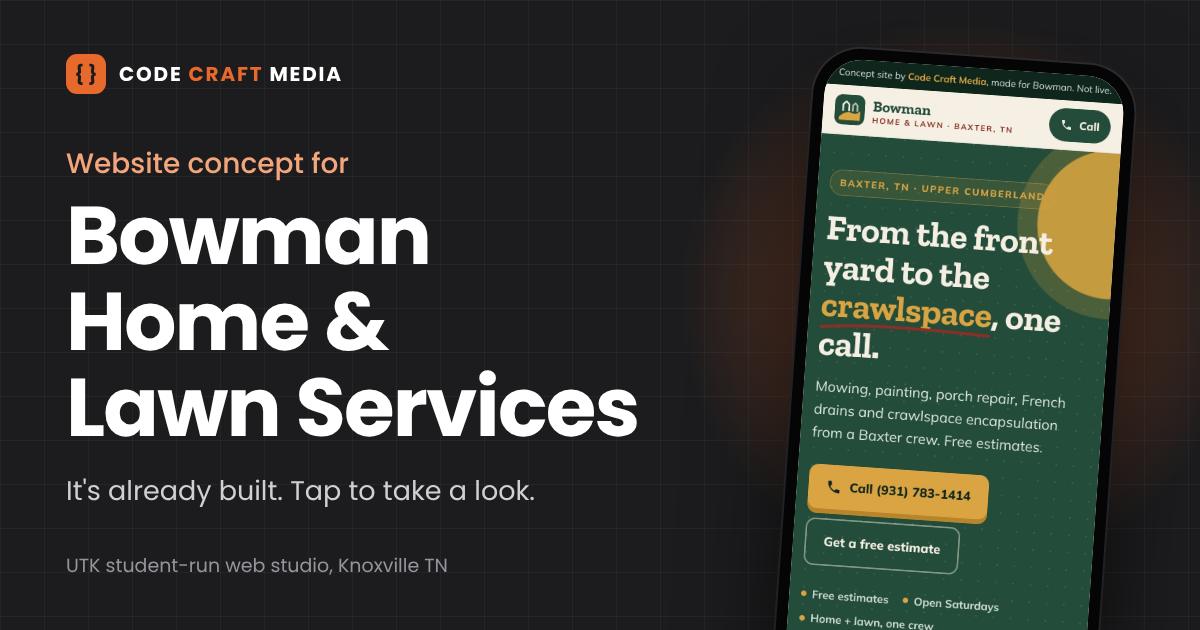 { } CODE CRAFT MEDIA
Website concept for
Bowman
Home &
Lawn Services
It's already built. Tap to take a look.
UTK student-run web studio, Knoxville TN
Concept site by Code Craft Media, made for Bowman. Not live.
Bowman
HOME & LAWN · BAXTER, TN
Call
BAXTER, TN · UPPER CUMBERLAND
From the front
yard to the
crawlspace, one
call.
Mowing, painting, porch repair, French
drains and crawlspace encapsulation
from a Baxter crew. Free estimates.
Call (931) 783-1414
Get a free estimate
Free estimates
Open Saturdays
Home + lawn, one crew